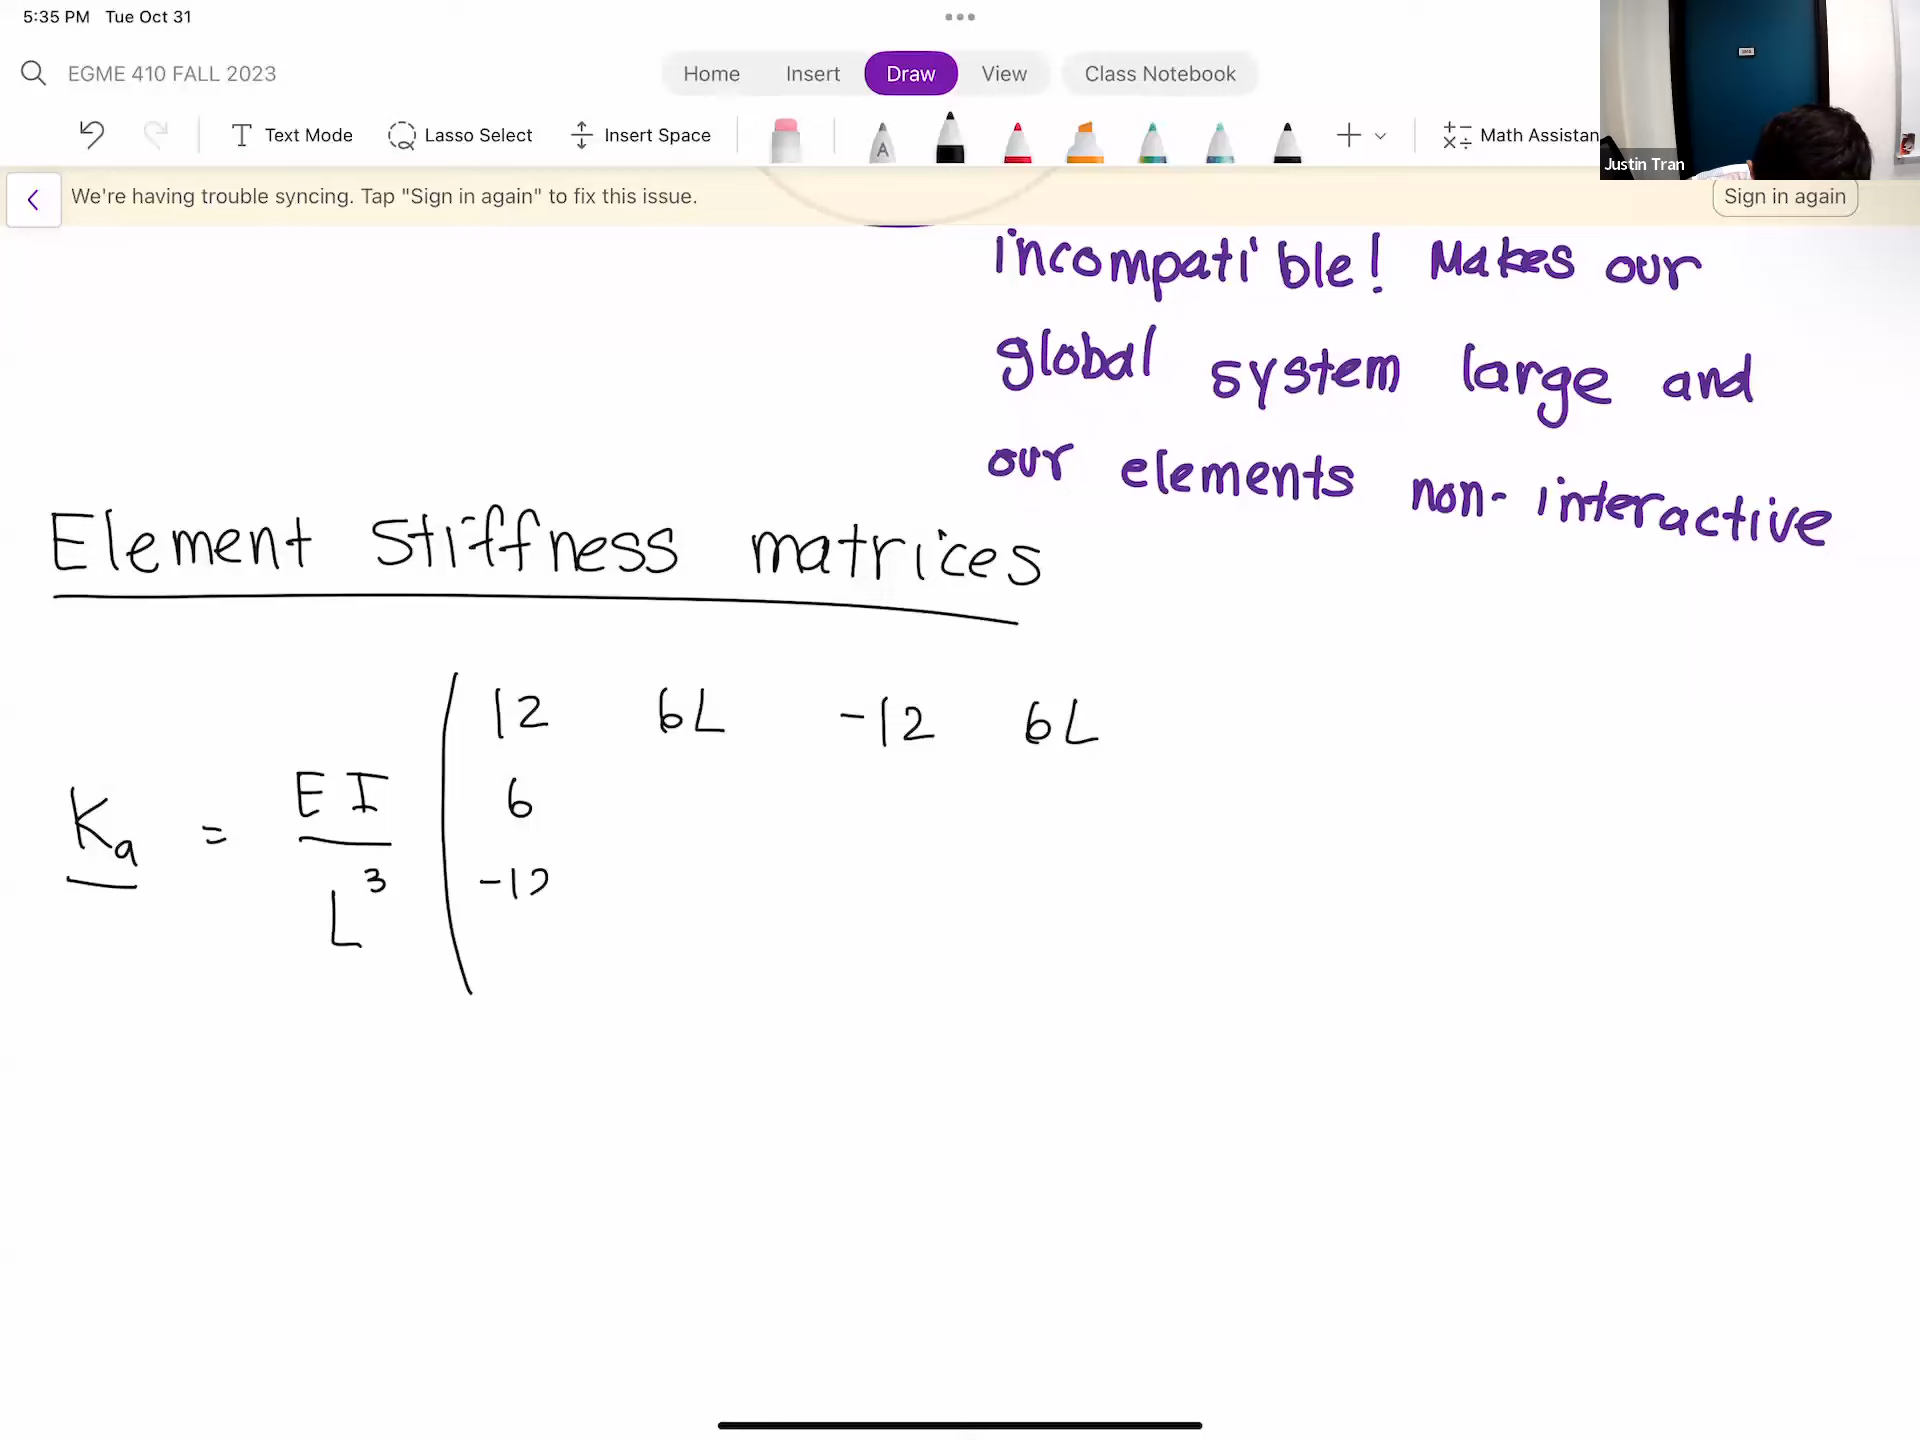 5:35 PM Tue Oct 31
EGME 410 FALL 2023
Home Insert Draw View Class Notebook
Text Mode Lasso Select Insert Space A Math Assistan
Justin Tran
We're having trouble syncing. Tap "Sign in again" to fix this issue.
Sign in again
incompatible! Makes our
global system large and
our elements non-interactive
Element Stiffness matrices
12 6L -12 6L
Ka = EI / L³
6
-12